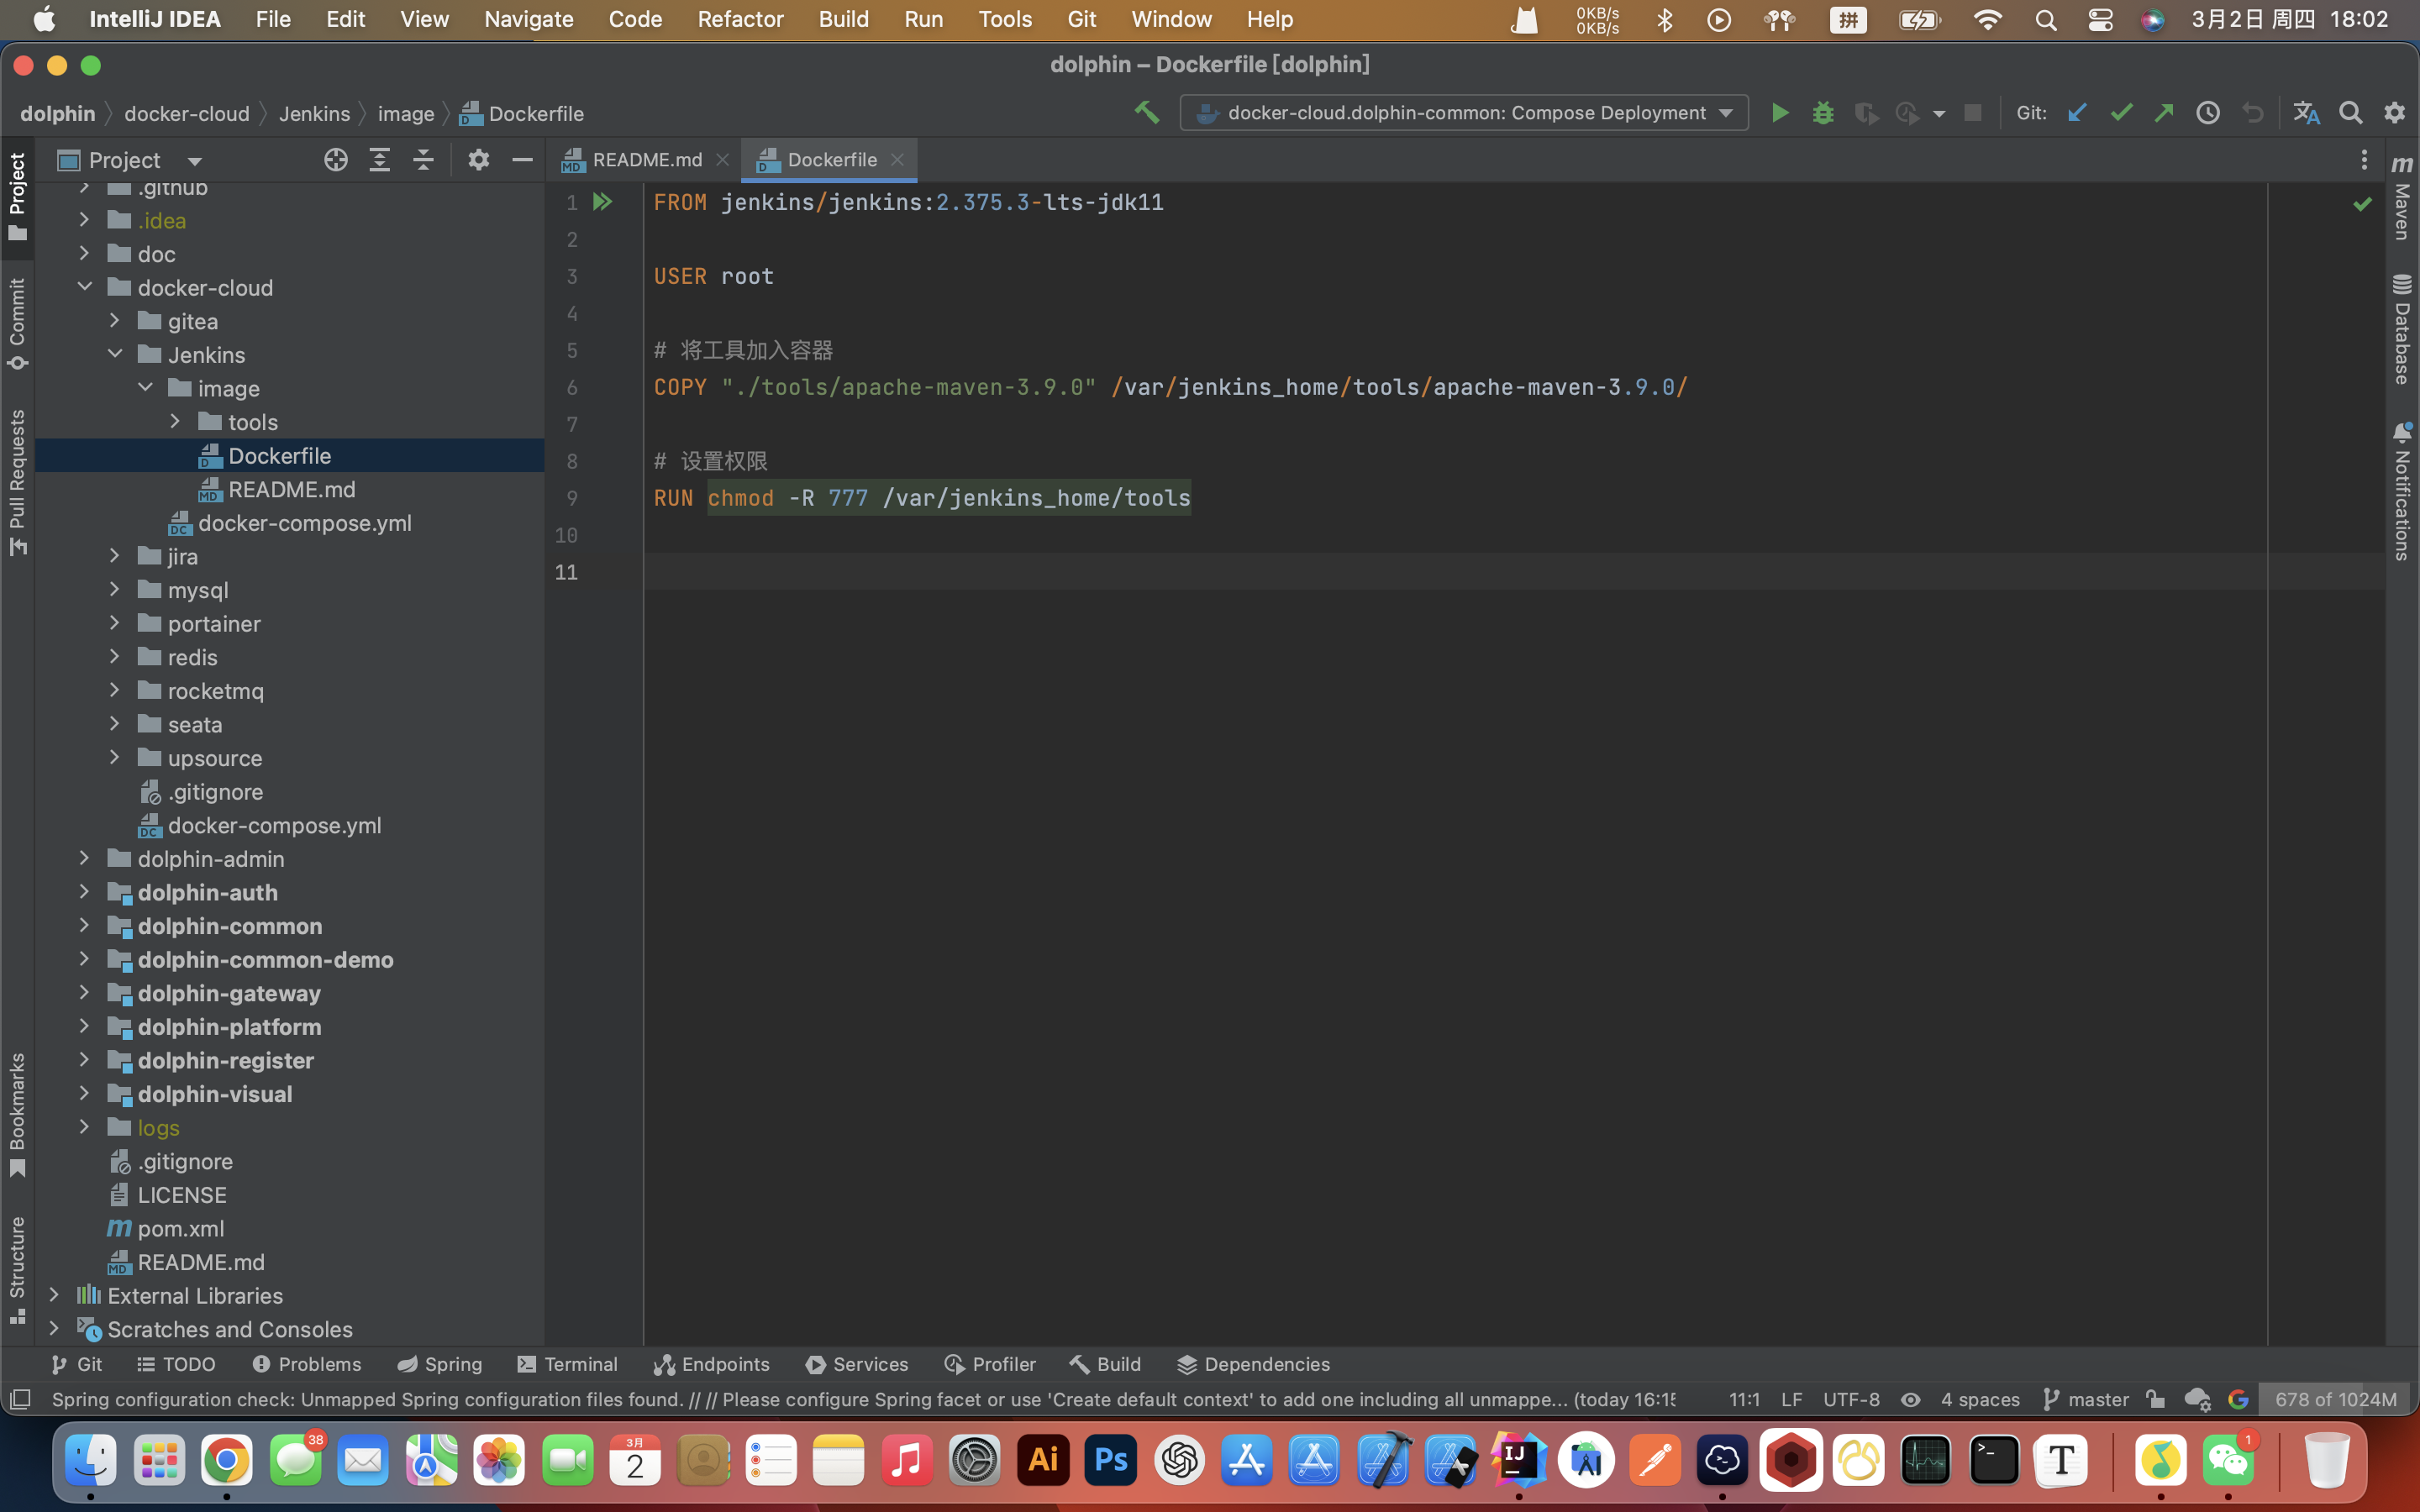 IntelliJ IDEA File Edit View Navigate Code Refactor Build Run Tools Git Window Help 0KB/s 拼 3月2日 周四 18:02
0KB/s
dolphin – Dockerfile [dolphin]
dolphin docker-cloud Jenkins image Dockerfile docker-cloud.dolphin-common: Compose Deployment Git:
Project
README.md
Dockerfile
.github
.idea
doc
docker-cloud
gitea
Jenkins
image
tools
Dockerfile
README.md
docker-compose.yml
jira
mysql
portainer
redis
rocketmq
seata
upsource
.gitignore
docker-compose.yml
dolphin-admin
dolphin-auth
dolphin-common
dolphin-common-demo
dolphin-gateway
dolphin-platform
dolphin-register
dolphin-visual
logs
.gitignore
LICENSE
pom.xml
README.md
External Libraries
Scratches and Consoles
1 FROM jenkins/jenkins:2.375.3-lts-jdk11
2
3 USER root
4
5 # 将工具加入容器
6 COPY "./tools/apache-maven-3.9.0" /var/jenkins_home/tools/apache-maven-3.9.0/
7
8 # 设置权限
9 RUN chmod -R 777 /var/jenkins_home/tools
10
11
Project
Commit
Pull Requests
Bookmarks
Structure
Maven
Database
Notifications
Git TODO Problems Spring Terminal Endpoints Services Profiler Build Dependencies
Spring configuration check: Unmapped Spring configuration files found. // // Please configure Spring facet or use 'Create default context' to add one including all unmappe... (today 16:15 11:1 LF UTF-8 4 spaces master 678 of 1024M
38
3月
2
Ai
Ps
IJ
T
1